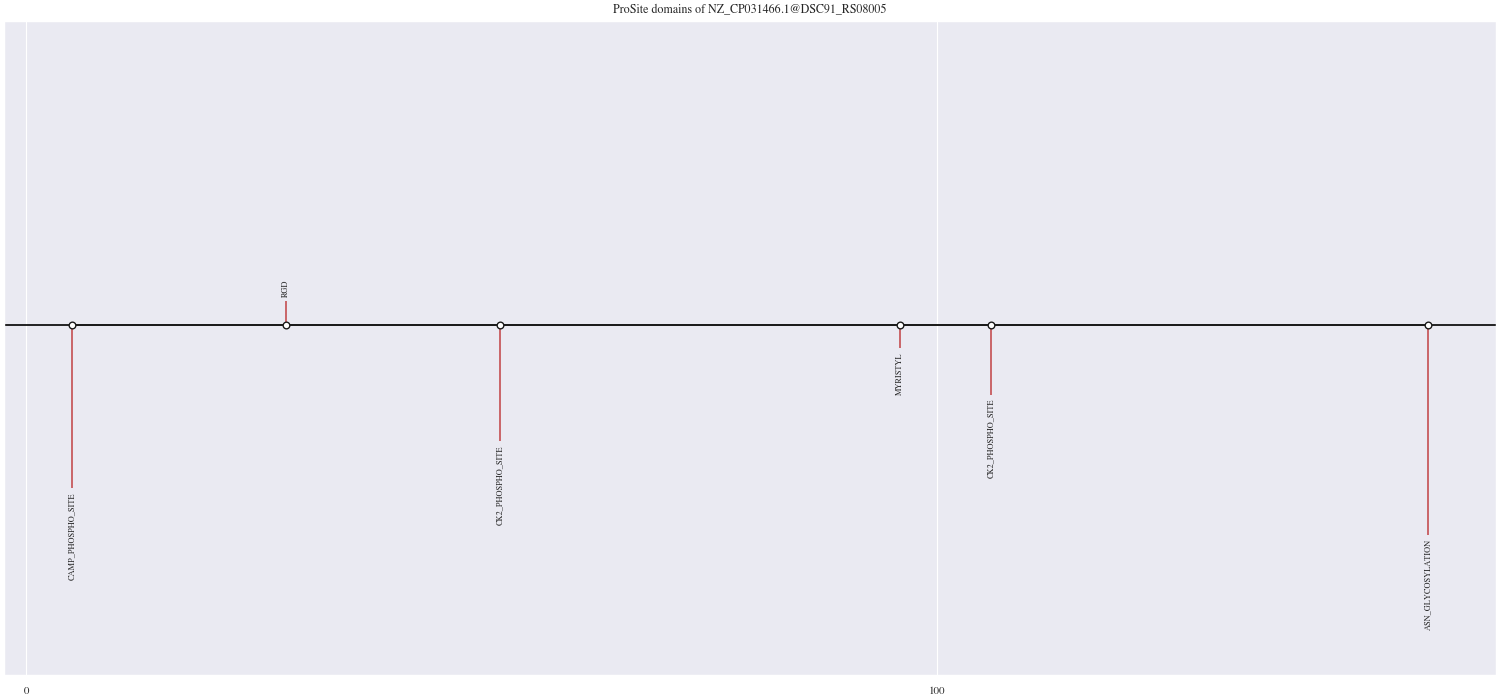 ProSite domains of NZ_CP031466.1@DSC91_RS08005
RGD
MYRISTYL
CK2_PHOSPHO_SITE
CK2_PHOSPHO_SITE
CAMP_PHOSPHO_SITE
ASN_GLYCOSYLATION
0
100